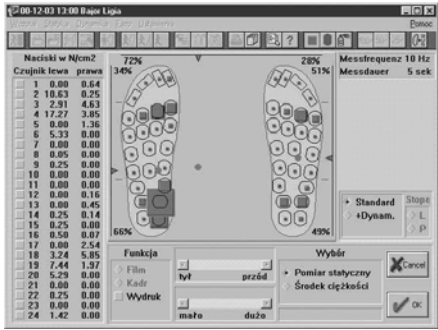 00-12-03 13:00 Bajor Ligia
Pomoc
Naciski w N/cm2
Czujnik lewa prawa
1 0.00 0.64
2 10.63 0.25
3 2.91 4.63
4 17.27 3.85
5 0.00 1.36
6 5.33 0.00
7 0.00 0.00
8 0.05 0.00
9 0.25 0.00
10 0.00 0.00
11 0.00 0.00
12 0.00 0.16
13 0.00 0.45
14 0.25 0.14
15 0.25 0.00
16 0.50 0.07
17 0.00 2.54
18 3.24 5.85
19 7.44 1.97
20 5.29 0.00
21 0.00 0.00
22 0.25 0.00
23 0.00 0.00
24 1.42 0.00
72% 28%
34% 51%
66% 49%
Messfrequenz 10 Hz
Messdauer 5 sek
Standard
+Dynam.
Stopa
L
P
Funkcja
Film
Kadr
Wydruk
tył przód
mało dużo
Wybór
Pomiar statyczny
Środek ciężkości
Cancel
OK